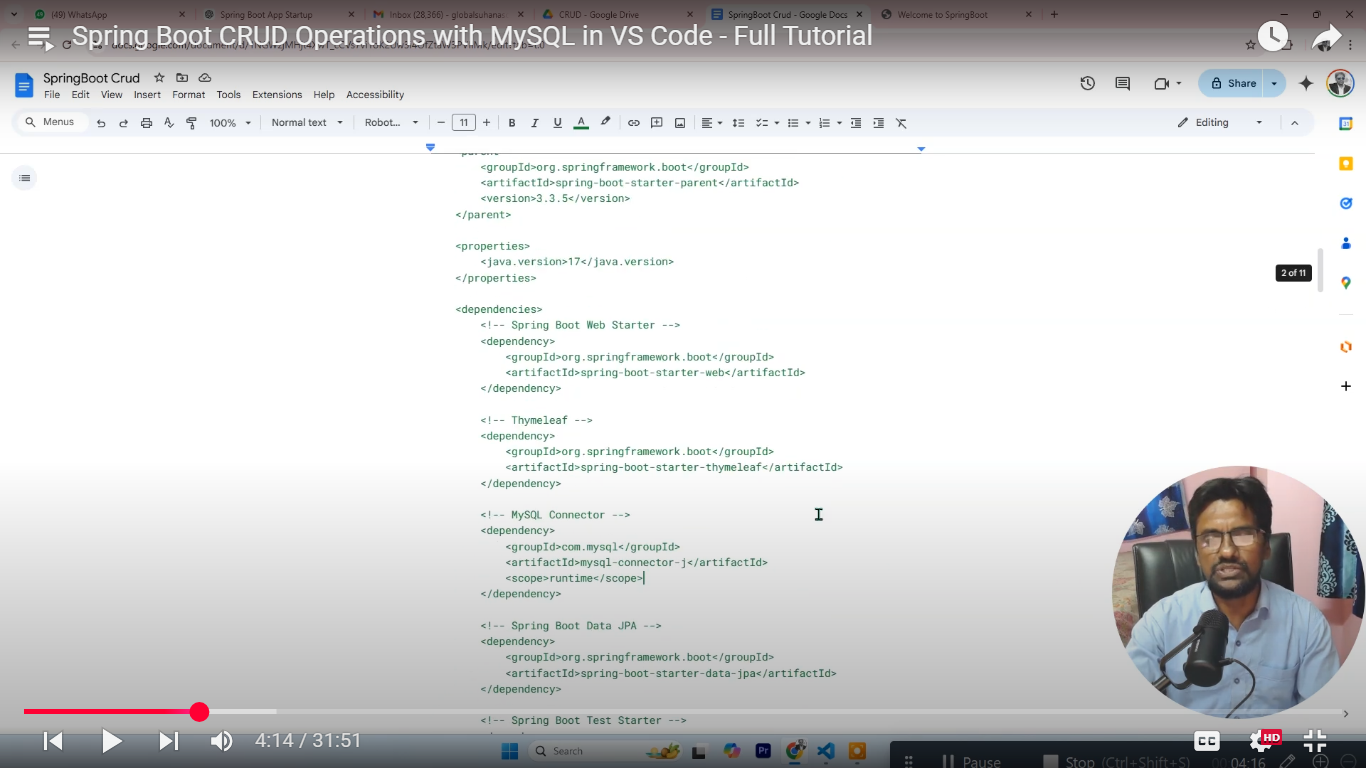 (49) WhatsApp
Spring Boot App Startup
Inbox (28,366) - globalsuhanas
CRUD - Google Drive
SpringBoot Crud - Google Docs
Welcome to SpringBoot
Spring Boot CRUD Operations with MySQL in VS Code - Full Tutorial
SpringBoot Crud
File Edit View Insert Format Tools Extensions Help Accessibility
Share
Menus
100%
Normal text
Robot...
11
Editing
<groupId>org.springframework.boot</groupId>
<artifactId>spring-boot-starter-parent</artifactId>
<version>3.3.5</version>
</parent>
<properties>
<java.version>17</java.version>
</properties>
2 of 11
<dependencies>
<!-- Spring Boot Web Starter -->
<dependency>
<groupId>org.springframework.boot</groupId>
<artifactId>spring-boot-starter-web</artifactId>
</dependency>
<!-- Thymeleaf -->
<dependency>
<groupId>org.springframework.boot</groupId>
<artifactId>spring-boot-starter-thymeleaf</artifactId>
</dependency>
<!-- MySQL Connector -->
<dependency>
<groupId>com.mysql</groupId>
<artifactId>mysql-connector-j</artifactId>
<scope>runtime</scope>
</dependency>
<!-- Spring Boot Data JPA -->
<dependency>
<groupId>org.springframework.boot</groupId>
<artifactId>spring-boot-starter-data-jpa</artifactId>
</dependency>
<!-- Spring Boot Test Starter -->
4:14 / 31:51
CC
HD
Search
Pr
Pause
Stop (Ctrl+Shift+S)
04:16